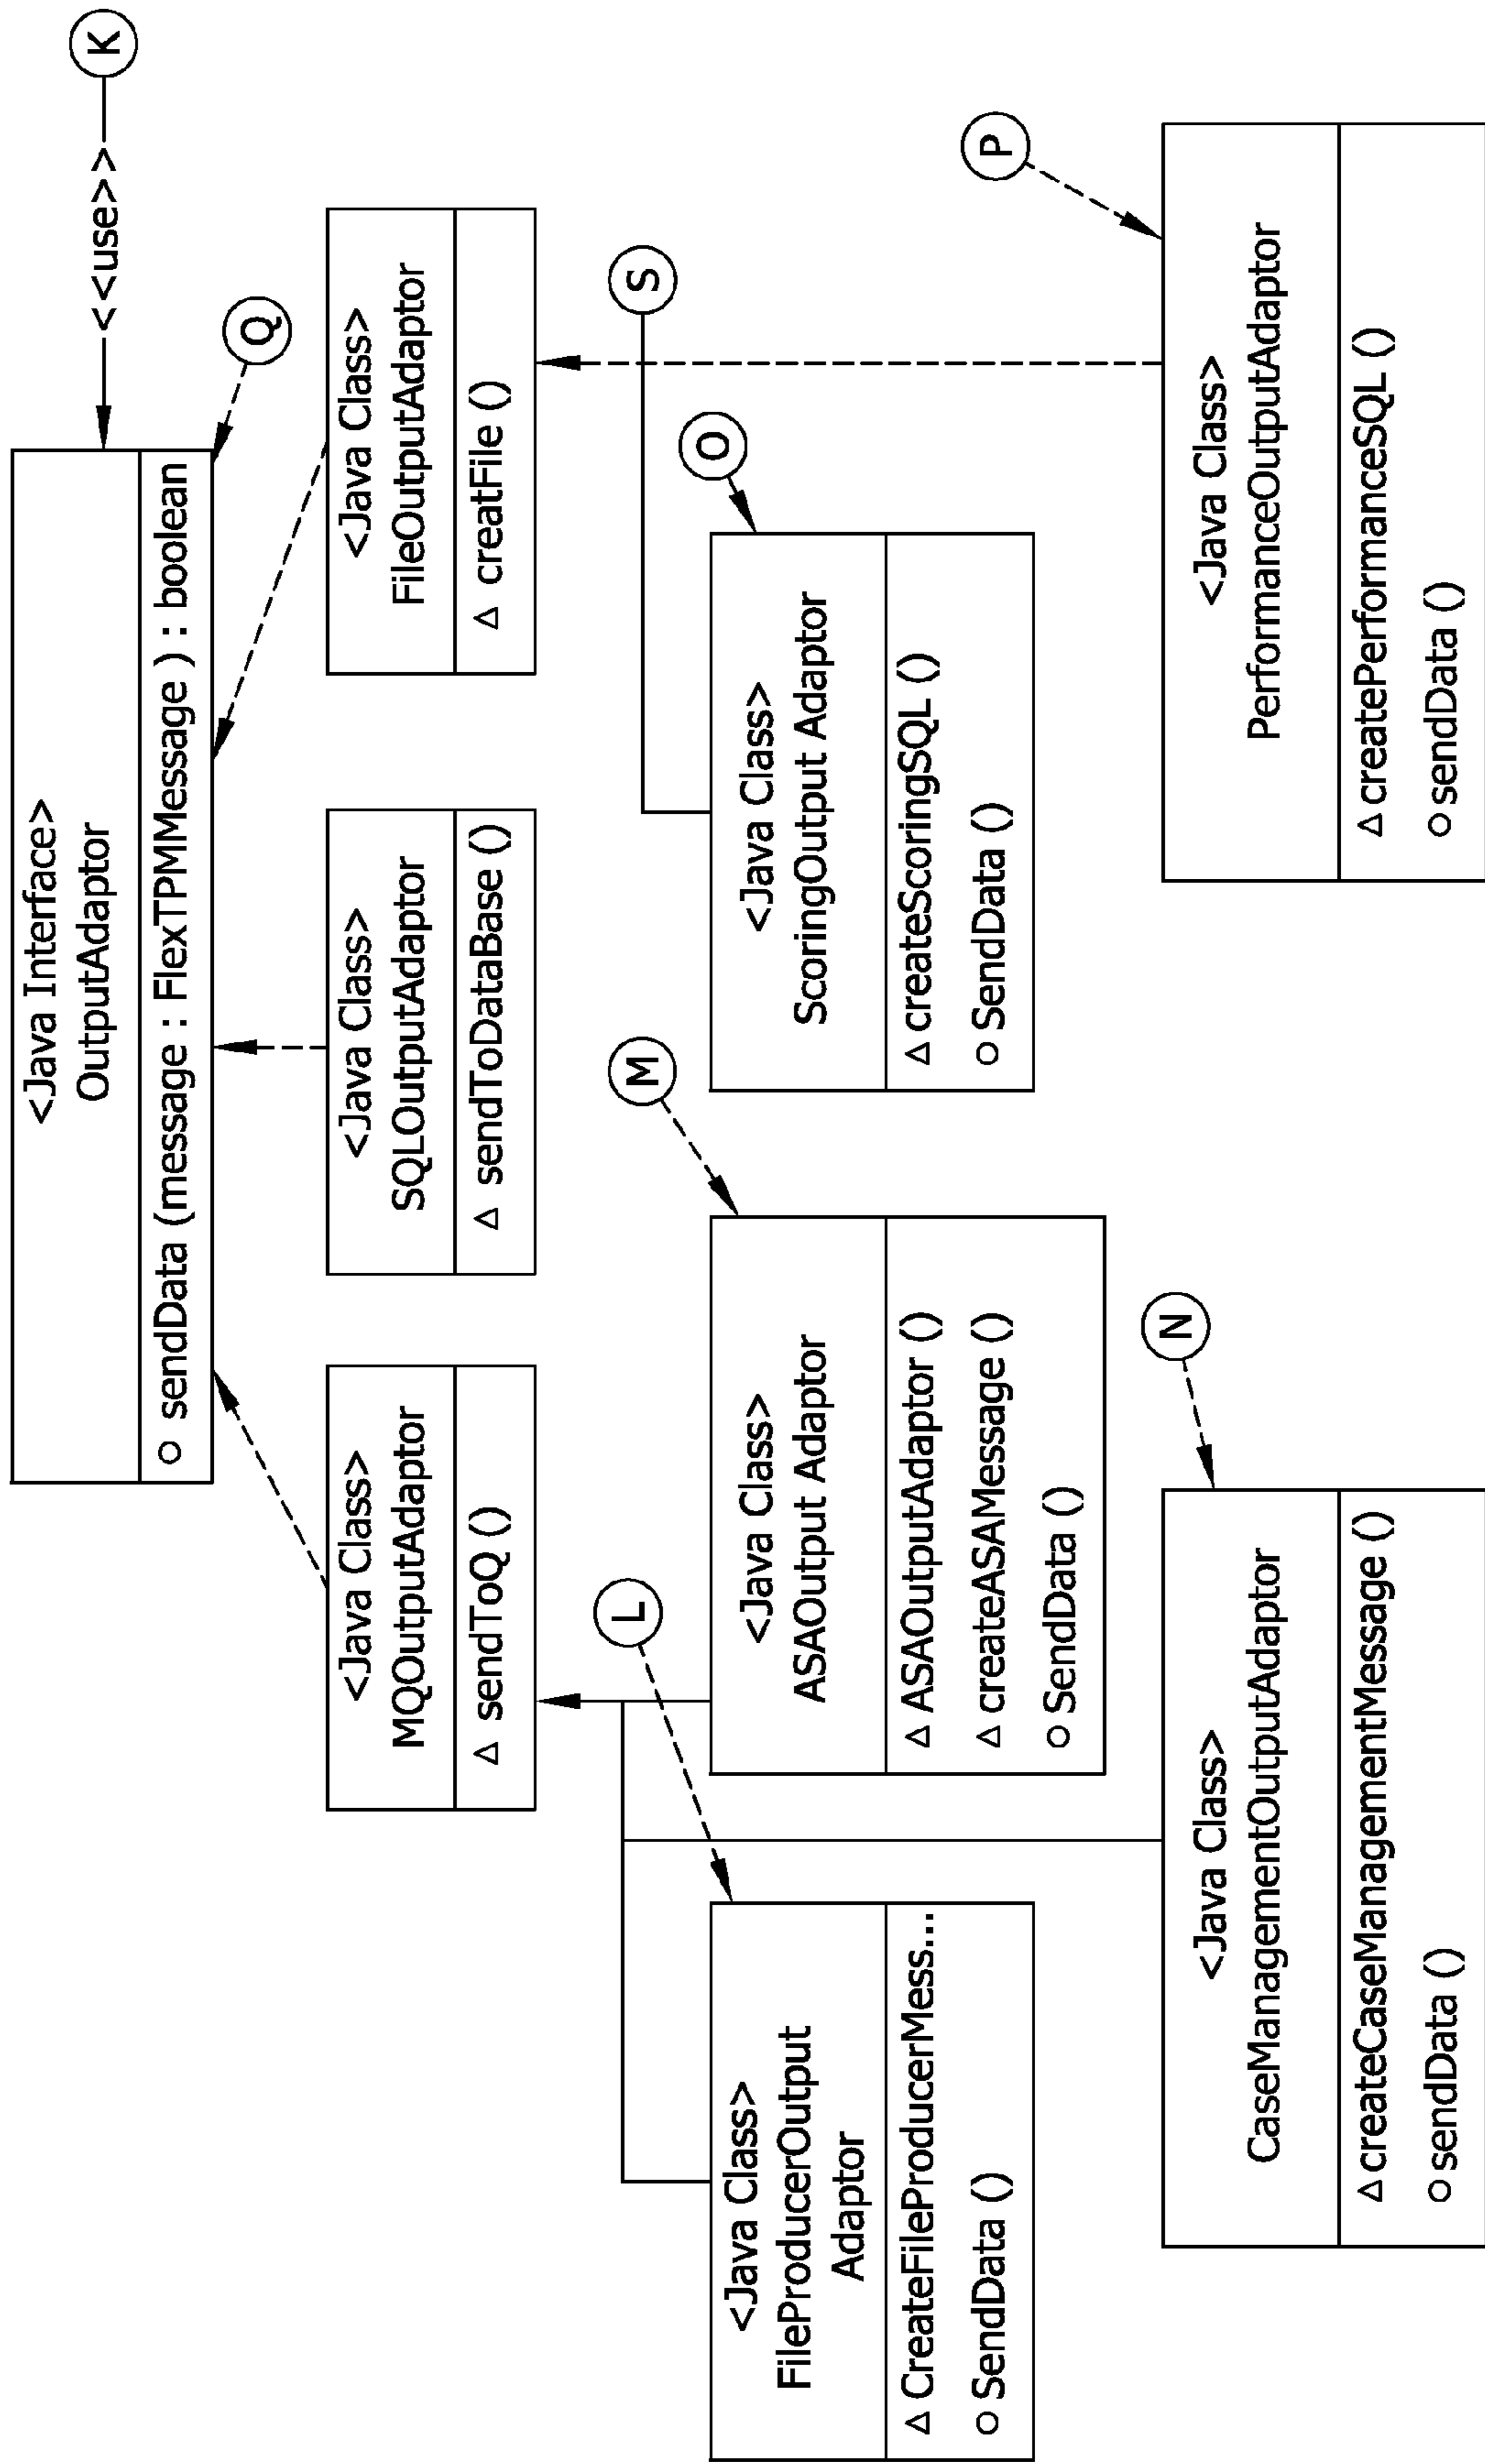 <Java Interface>
OutputAdaptor
○ sendData (message : FlexTPMMessage ) : boolean
<<use>>
K
Q
<Java Class>
MQOutputAdaptor
△ sendToQ ()
<Java Class>
SQLOutputAdaptor
△ sendToDataBase ()
<Java Class>
FileOutputAdaptor
△ creatFile ()
L
M
S
O
<Java Class>
FileProducerOutput
Adaptor
△ CreateFileProducerMess...
○ SendData ()
<Java Class>
ASAOutput Adaptor
△ ASAOutputAdaptor ()
△ createASAMessage ()
○ SendData ()
<Java Class>
ScoringOutput Adaptor
△ createScoringSQL ()
○ SendData ()
N
P
<Java Class>
CaseManagementOutputAdaptor
△ createCaseManagementMessage ()
○ sendData ()
<Java Class>
PerformanceOutputAdaptor
△ createPerformanceSQL ()
○ sendData ()